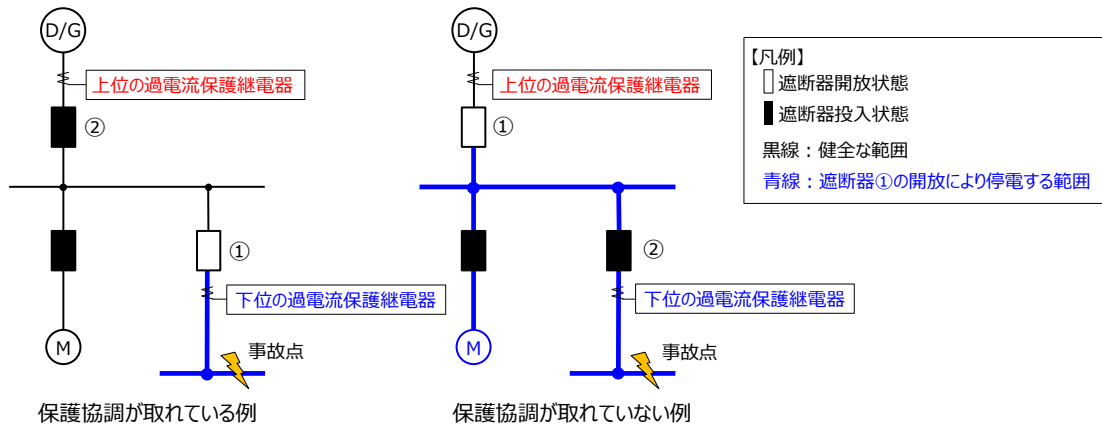 D/G
上位の過電流保護継電器
②
①
下位の過電流保護継電器
M
事故点
保護協調が取れている例
D/G
上位の過電流保護継電器
①
②
下位の過電流保護継電器
M
事故点
保護協調が取れていない例
【凡例】
遮断器開放状態
遮断器投入状態
黒線：健全な範囲
青線：遮断器①の開放により停電する範囲